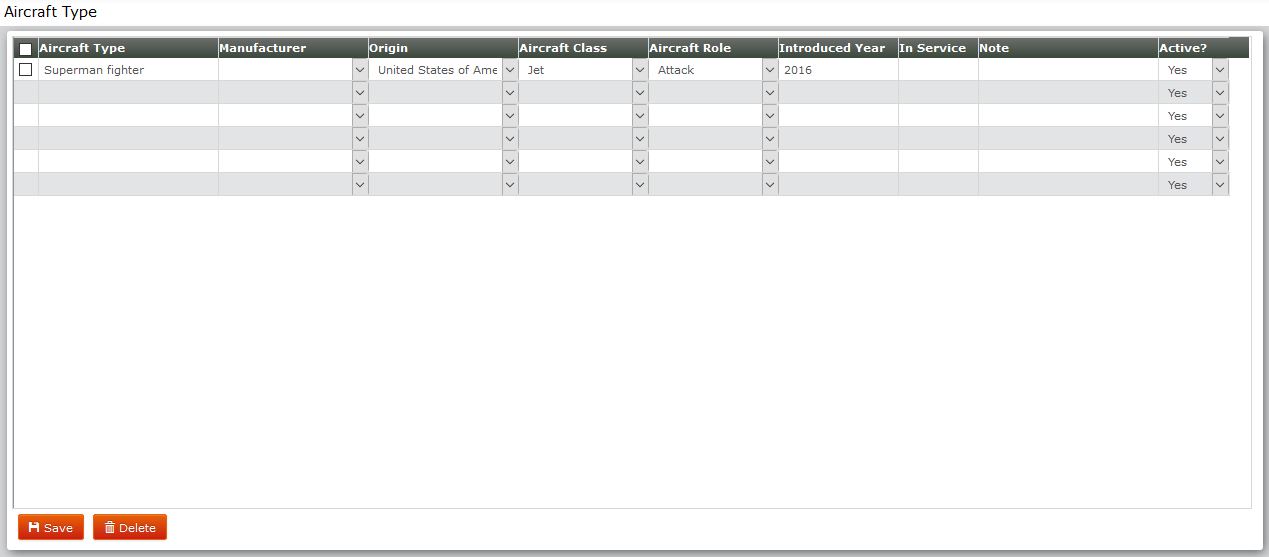 Aircraft Type
Aircraft Type Manufacturer Origin Aircraft Class Aircraft Role Introduced Year In Service Note Active?
Superman fighter United States of Ame Jet Attack 2016 Yes
Yes
Yes
Yes
Yes
Yes
Save Delete